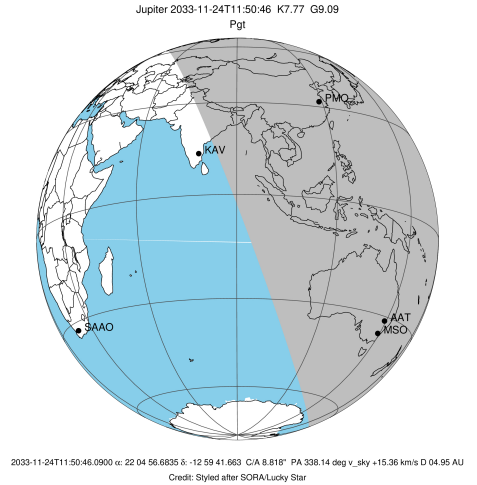 Jupiter 2033-11-24T11:50:46 K7.77 G9.09
Pgt
PMO
KAV
AAT
MSO
SAAO
2033-11-24T11:50:46.0900 α: 22 04 56.6835 δ: -12 59 41.663 C/A 8.818" PA 338.14 deg v_sky +15.36 km/s D 04.95 AU
Credit: Styled after SORA/Lucky Star